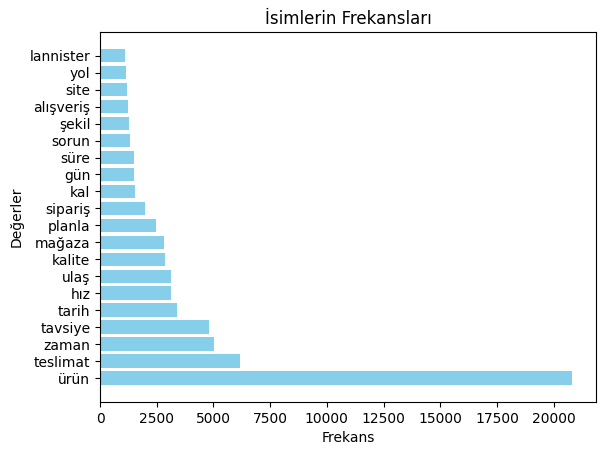 İsimlerin Frekansları
lannister
yol
site
alışveriş
şekil
sorun
süre
gün
kal
sipariş
planla
mağaza
kalite
ulaş
hız
tarih
tavsiye
zaman
teslimat
ürün
Değerler
0 2500 5000 7500 10000 12500 15000 17500 20000
Frekans